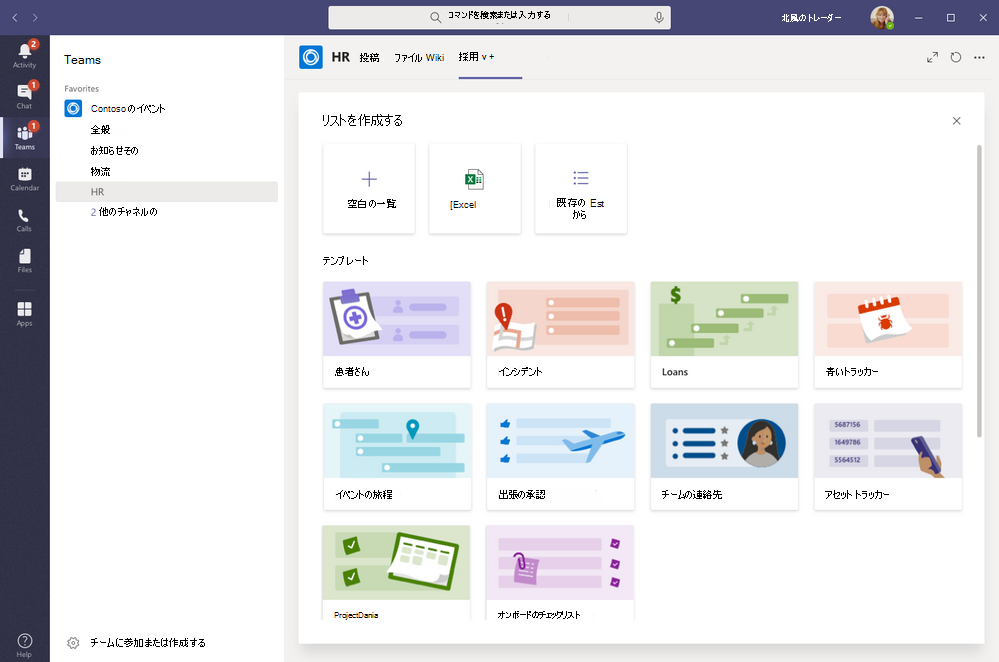 コマンドを検索または入力する
北風のトレーダー
2
Activity
1
Chat
1
Teams
Calendar
Calls
Files
Apps
Help
Teams
Favorites
Contoso のイベント
全般
お知らせその
物流
HR
2 他のチャネルの
チームに参加または作成する
HR 投稿 ファイル Wiki 採用 v +
リストを作成する
空白の一覧
[Excel
既存の Est
から
テンプレート
患者さん
インシデント
Loans
青いトラッカー
イベントの旅程
出張の承認
チームの連絡先
5687156
1649786
5564512
アセット トラッカー
ProjectDania
オンボードのチェックリスト